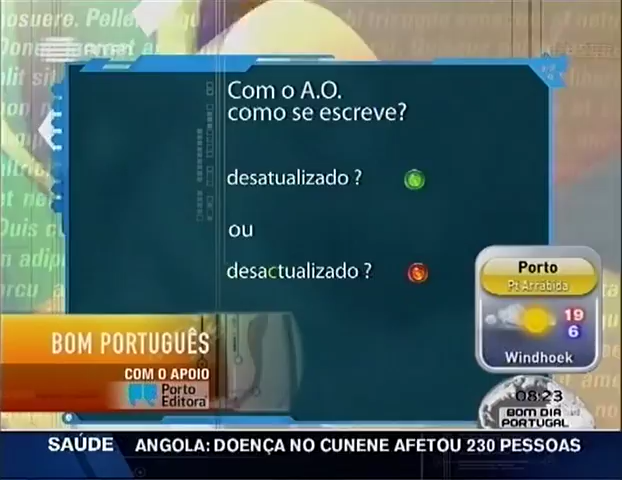 Com o A.O.
como se escreve?
desatualizado ?
ou
desactualizado ?
Porto
Pt Arrabida
19
6
Windhoek
BOM PORTUGUÊS
COM O APOIO
Porto
Editora
08:23
BOM DIA
PORTUGAL
SAÚDE ANGOLA: DOENÇA NO CUNENE AFETOU 230 PESSOAS